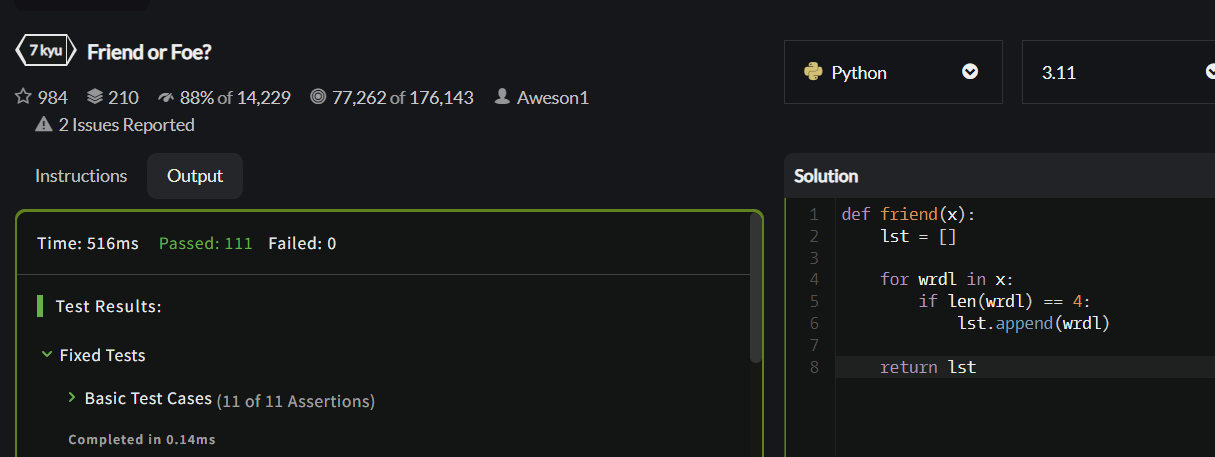 7 kyu Friend or Foe?
984 210 88% of 14,229 77,262 of 176,143 Aweson1
2 Issues Reported
Python 3.11
Instructions Output
Time: 516ms Passed: 111 Failed: 0
Test Results:
Fixed Tests
Basic Test Cases (11 of 11 Assertions)
Completed in 0.14ms
Solution
1 def friend(x):
2     lst = []
3
4     for wrdl in x:
5         if len(wrdl) == 4:
6             lst.append(wrdl)
7
8     return lst